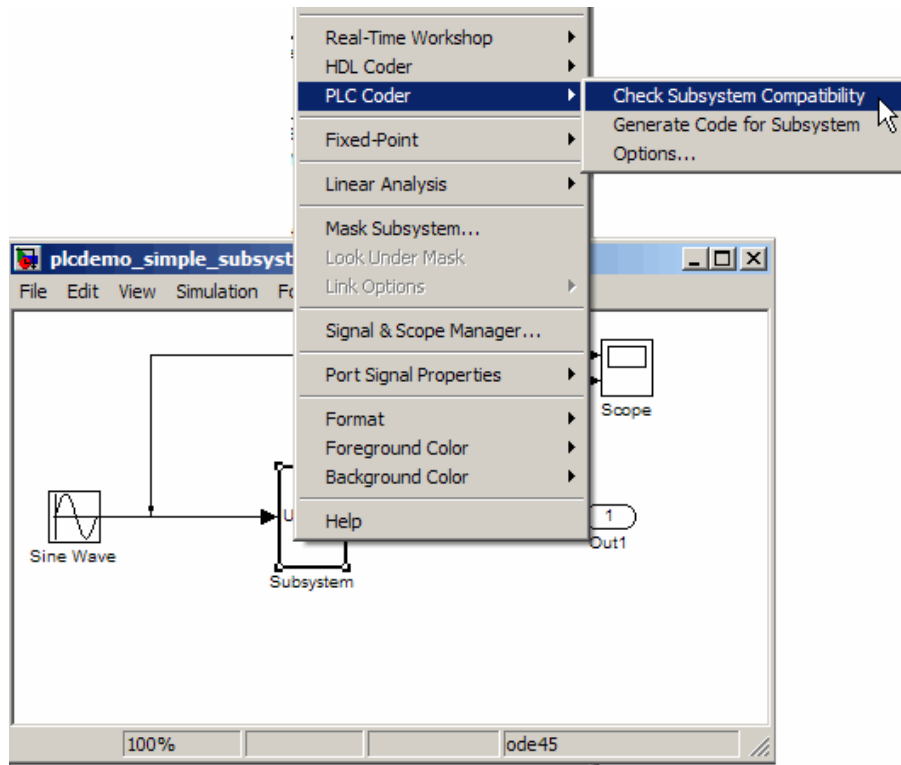 Real-Time Workshop
HDL Coder
PLC Coder
Check Subsystem Compatibility
Generate Code for Subsystem
Options...
Fixed-Point
Linear Analysis
Mask Subsystem...
Look Under Mask
Link Options
Signal & Scope Manager...
Port Signal Properties
Format
Foreground Color
Background Color
Help
plcdemo_simple_subsyst
File Edit View Simulation Fo
Scope
Sine Wave
U
Subsystem
1
Out1
100%
ode45